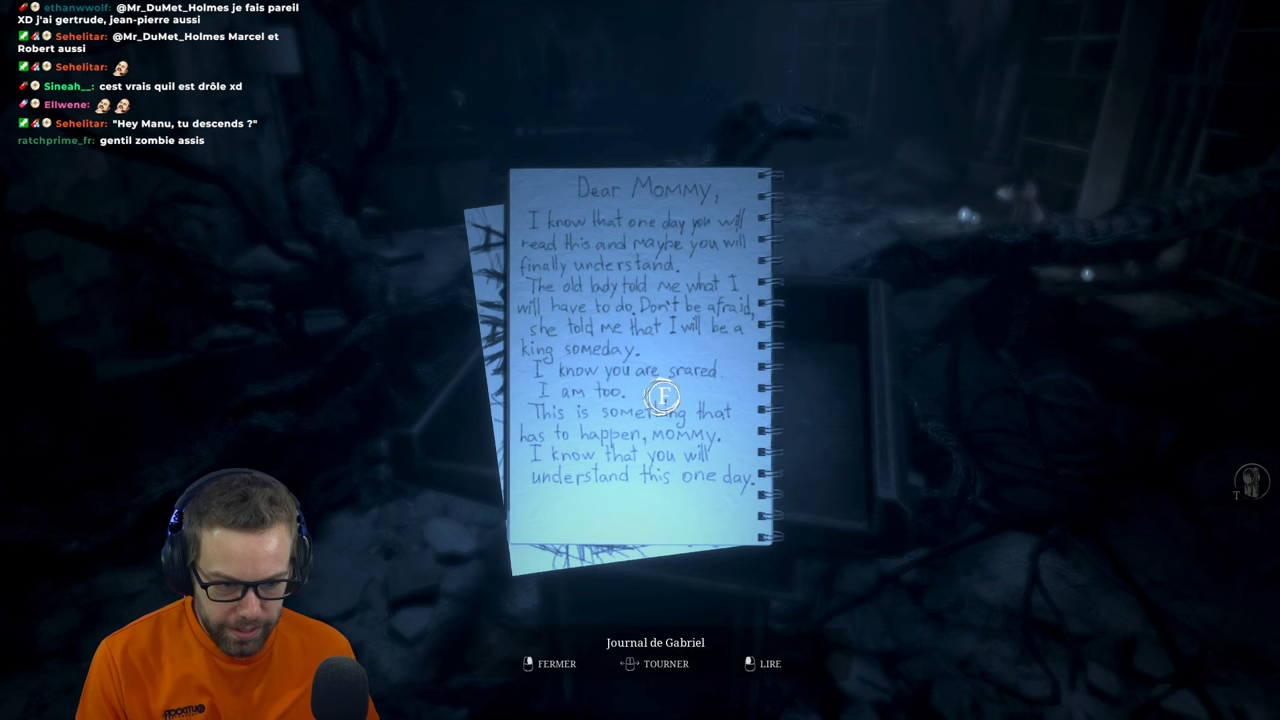 ethanwwolf: @Mr_DuMet_Holmes je fais pareil
XD j'ai gertrude, jean-pierre aussi
Sehelitar: @Mr_DuMet_Holmes Marcel et
Robert aussi
Sehelitar:
Sineah__: cest vrais quil est drôle xd
Ellwene:
Sehelitar: "Hey Manu, tu descends ?"
ratchprime_fr: gentil zombie assis
Dear Mommy,
I know that one day you will
read this and maybe you will
finally understand.
The old lady told me what I
will have to do. Don't be afraid,
she told me that I will be a
king someday.
I know you are srared.
I am too.
F
This is something that
has to happen, mommy.
I know that you will
understand this one day.
T
Journal de Gabriel
FERMER
TOURNER
LIRE